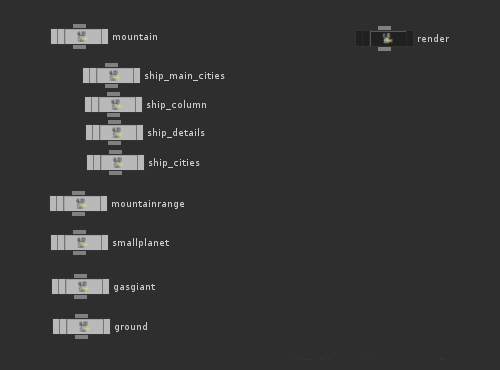 mountain
render
ship_main_cities
ship_column
ship_details
ship_cities
mountainrange
smallplanet
gasgiant
ground